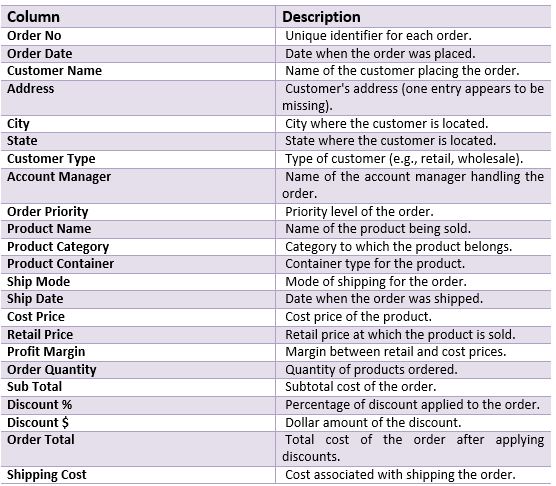 Column Description
Order No Unique identifier for each order.
Order Date Date when the order was placed.
Customer Name Name of the customer placing the order.
Address Customer's address (one entry appears to be
missing).
City City where the customer is located.
State State where the customer is located.
Customer Type Type of customer (e.g., retail, wholesale).
Account Manager Name of the account manager handling the
order.
Order Priority Priority level of the order.
Product Name Name of the product being sold.
Product Category Category to which the product belongs.
Product Container Container type for the product.
Ship Mode Mode of shipping for the order.
Ship Date Date when the order was shipped.
Cost Price Cost price of the product.
Retail Price Retail price at which the product is sold.
Profit Margin Margin between retail and cost prices.
Order Quantity Quantity of products ordered.
Sub Total Subtotal cost of the order.
Discount % Percentage of discount applied to the order.
Discount $ Dollar amount of the discount.
Order Total Total cost of the order after applying
discounts.
Shipping Cost Cost associated with shipping the order.